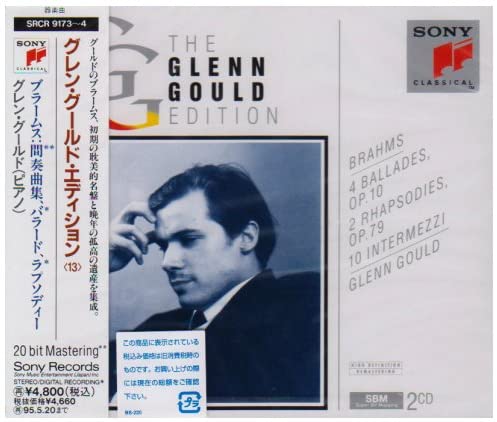 器楽曲
SRCR 9173〜4
SONY
CLASSICAL
グールドのブラームス、初期の耽美的名盤と晩年の孤高の遺産を集成。
グレン・グールド・エディション〈13〉
ブラームス:間奏曲集**、バラード*、ラプソディー*
グレン・グールド(ピアノ)
20 bit Mastering**
Sony Records
Sony Music Entertainment (Japan) Inc.
STEREO/DIGITAL RECORDING*
¥4,800(税込)
税抜価格¥4,660
95.5.20まで
THE
GLENN
GOULD
EDITION
SONY
CLASSICAL
BRAHMS
4 BALLADES,
OP.10
2 RHAPSODIES,
OP.79
10 INTERMEZZI
GLENN GOULD
この商品に表示されている
税込み価格は旧消費税時の
ものです。お買い上げの際
には現在の総額をご確認
下さい。
HIGH DEFINITION
REMASTERING
SBM
2CD